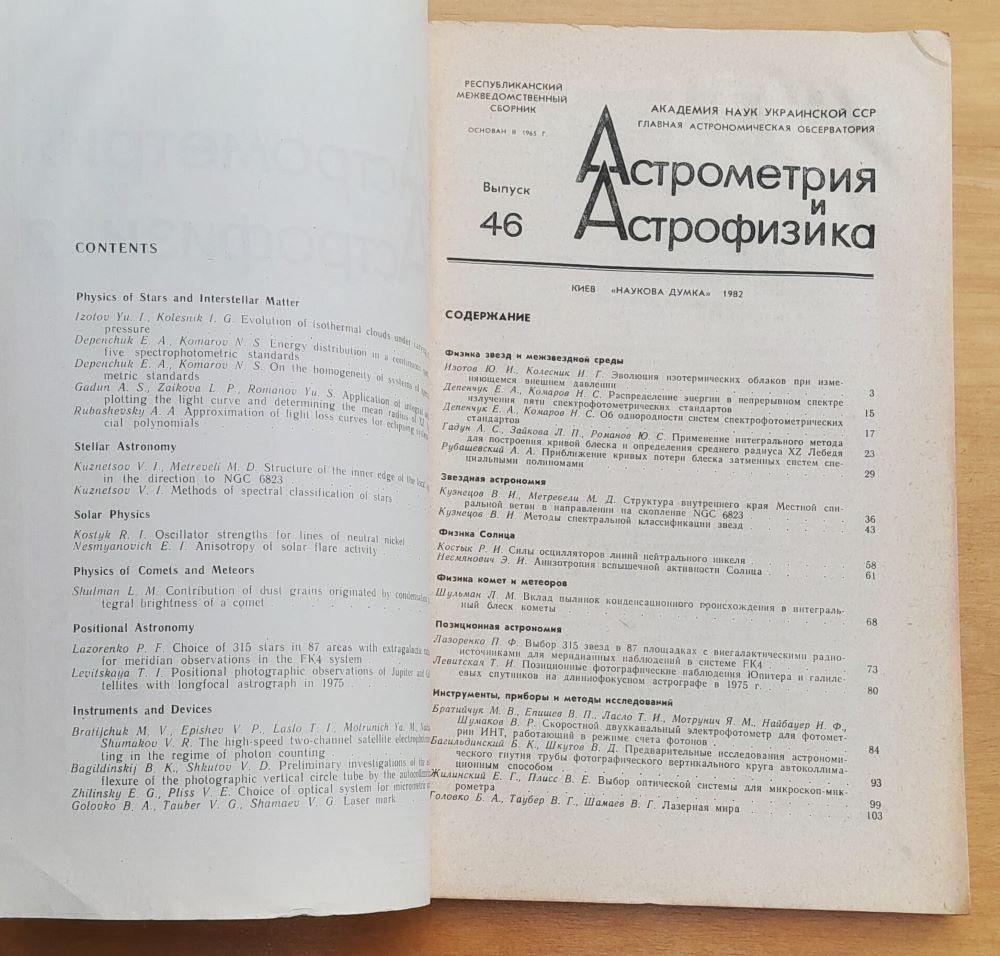 CONTENTS
Physics of Stars and Interstellar Matter
Izotov Yu. I., Kolesnik I. G. Evolution of isothermal clouds under
pressure
Depenchuk E. A., Komarov N. S. Energy distribution in a continuous
five spectrophotometric standards
Depenchuk E. A., Komarov N. S. On the homogeneity of systems of
metric standards
Gadun A. S., Zaikova L. P., Romanov Yu. S. Application of integral
plotting the light curve and determining the mean radius of XZ
Rubashevsky A. A Approximation of light loss curves for eclipsing
cial polynomials
Stellar Astronomy
Kuznetsov V. I., Metreveli M. D. Structure of the inner edge of the local
in the direction to NGC 6823
Kuznetsov V. I. Methods of spectral classification of stars
Solar Physics
Kostyk R. I. Oscillator strengths for lines of neutral nickel
Nesmyanovich E. I. Anisotropy of solar flare activity
Physics of Comets and Meteors
Shulman L. M. Contribution of dust grains originated by condensation
tegral brightness of a comet
Positional Astronomy
Lazorenko P. F. Choice of 315 stars in 87 areas with extragalactic
for meridian observations in the FK4 system
Levitskaya T. I. Positional photographic observations of Jupiter and
tellites with longfocal astrograph in 1975
Instruments and Devices
Bratijchuk M. V., Epishev V. P., Laslo T. I., Motrunich Ya. M.,
Shumakov V. R. The high-speed two-channel satellite
ting in the regime of photon counting
Bagildinskij B. K., Shkutov V. D. Preliminary investigations of the
flexure of the photographic vertical circle tube by the
Zhilinsky E. G., Pliss V. E. Choice of optical system for micrometre
Golovko B. A., Tauber V. G., Shamaev V. G. Laser mark
РЕСПУБЛИКАНСКИЙ
МЕЖВЕДОМСТВЕННЫЙ
СБОРНИК
ОСНОВАН В 1965 г.
Выпуск
46
АКАДЕМИЯ НАУК УКРАИНСКОЙ ССР
ГЛАВНАЯ АСТРОНОМИЧЕСКАЯ ОБСЕРВАТОРИЯ
Астрометрия
и
Астрофизика
КИЕВ «НАУКОВА ДУМКА» 1982
СОДЕРЖАНИЕ
Физика звезд и межзвездной среды
Изотов Ю. И., Колесник И. Г. Эволюция изотермических облаков при изме-
няющемся внешнем давлении 3
Депенчук Е. А., Комаров Н. С. Распределение энергии в непрерывном спектре
излучения пяти спектрофотометрических стандартов 15
Депенчук Е. А., Комаров Н. С. Об однородности систем спектрофотометрических
стандартов 17
Гадун А. С., Зайкова Л. П., Романов Ю. С. Применение интегрального метода
для построения кривой блеска и определения среднего радиуса XZ Лебедя 23
Рубашевский А. А. Приближение кривых потери блеска затменных систем спе-
циальными полиномами 29
Звездная астрономия
Кузнецов В. И., Метревели М. Д. Структура внутреннего края Местной спи-
ральной ветви в направлении на скопление NGC 6823 36
Кузнецов В. И. Методы спектральной классификации звезд 43
Физика Солнца
Костык Р. И. Силы осцилляторов линий нейтрального никеля 58
Несмянович Э. И. Анизотропия вспышечной активности Солнца 61
Физика комет и метеоров
Шульман Л. М. Вклад пылинок конденсационного происхождения в интеграль-
ный блеск кометы 68
Позиционная астрономия
Лазоренко П. Ф. Выбор 315 звезд в 87 площадках с внегалактическими радио-
источниками для меридианных наблюдений в системе FK4 73
Левитская Т. И. Позиционные фотографические наблюдения Юпитера и галиле-
евых спутников на длиннофокусном астрографе в 1975 г. 80
Инструменты, приборы и методы исследований
Братийчук М. В., Епишев В. П., Ласло Т. И., Мотрунич Я. М., Найбауер И. Ф.,
Шумаков В. Р. Скоростной двухканальный электрофотометр для фотомет-
рии ИНТ, работающий в режиме счета фотонов 84
Багильдинский Б. К., Шкутов В. Д. Предварительные исследования астрономи-
ческого гнутия трубы фотографического вертикального круга автоколлима-
ционным способом 93
Жилинский Е. Г., Плисс В. Е. Выбор оптической системы для микроскоп-мик-
рометра 99
Головко Б. А., Таубер В. Г., Шамаев В. Г. Лазерная мира 103